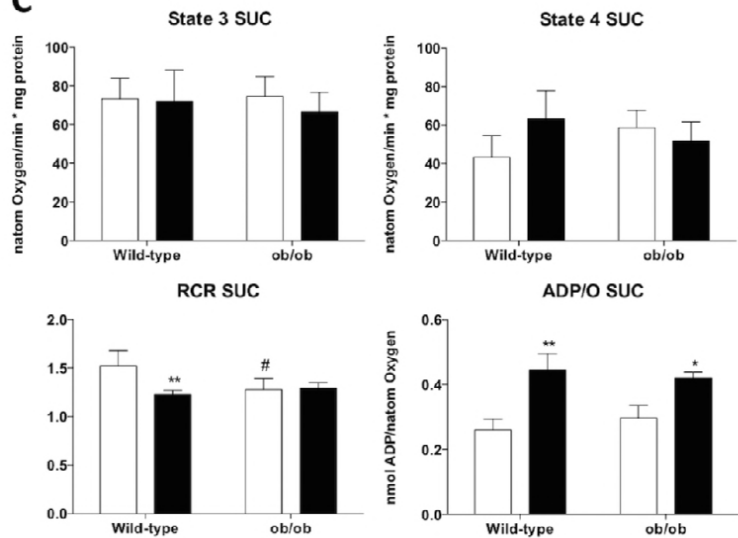 C
State 3 SUC
natom Oxygen/min * mg protein
100
80
60
40
20
0
Wild-type
ob/ob
State 4 SUC
natom Oxygen/min * mg protein
100
80
60
40
20
0
Wild-type
ob/ob
RCR SUC
2.0
1.5
1.0
0.5
0.0
**
#
Wild-type
ob/ob
ADP/O SUC
nmol ADP/natom Oxygen
0.6
0.4
0.2
0.0
**
*
Wild-type
ob/ob